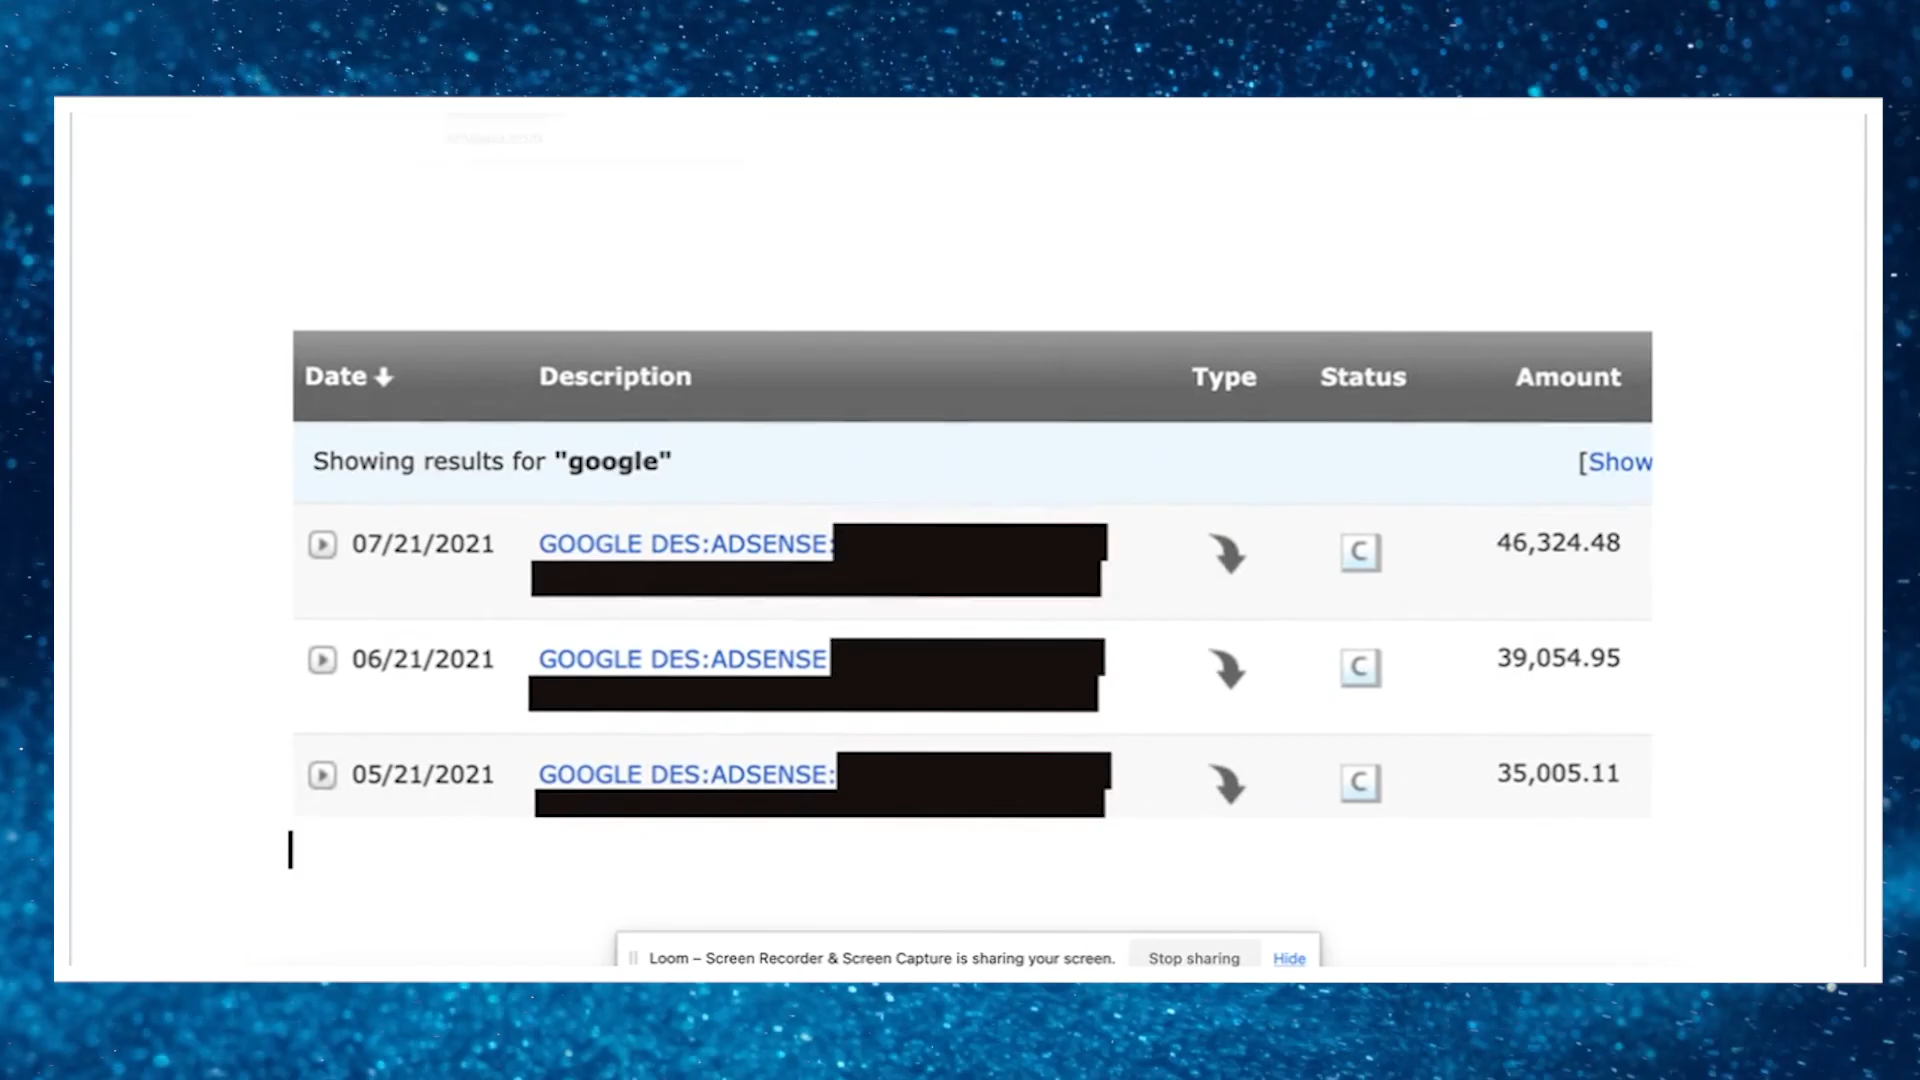 Date Description Type Status Amount
Showing results for "google" [Show
07/21/2021 GOOGLE DES:ADSENSE: C 46,324.48
06/21/2021 GOOGLE DES:ADSENSE C 39,054.95
05/21/2021 GOOGLE DES:ADSENSE: C 35,005.11
Loom – Screen Recorder & Screen Capture is sharing your screen. Stop sharing Hide